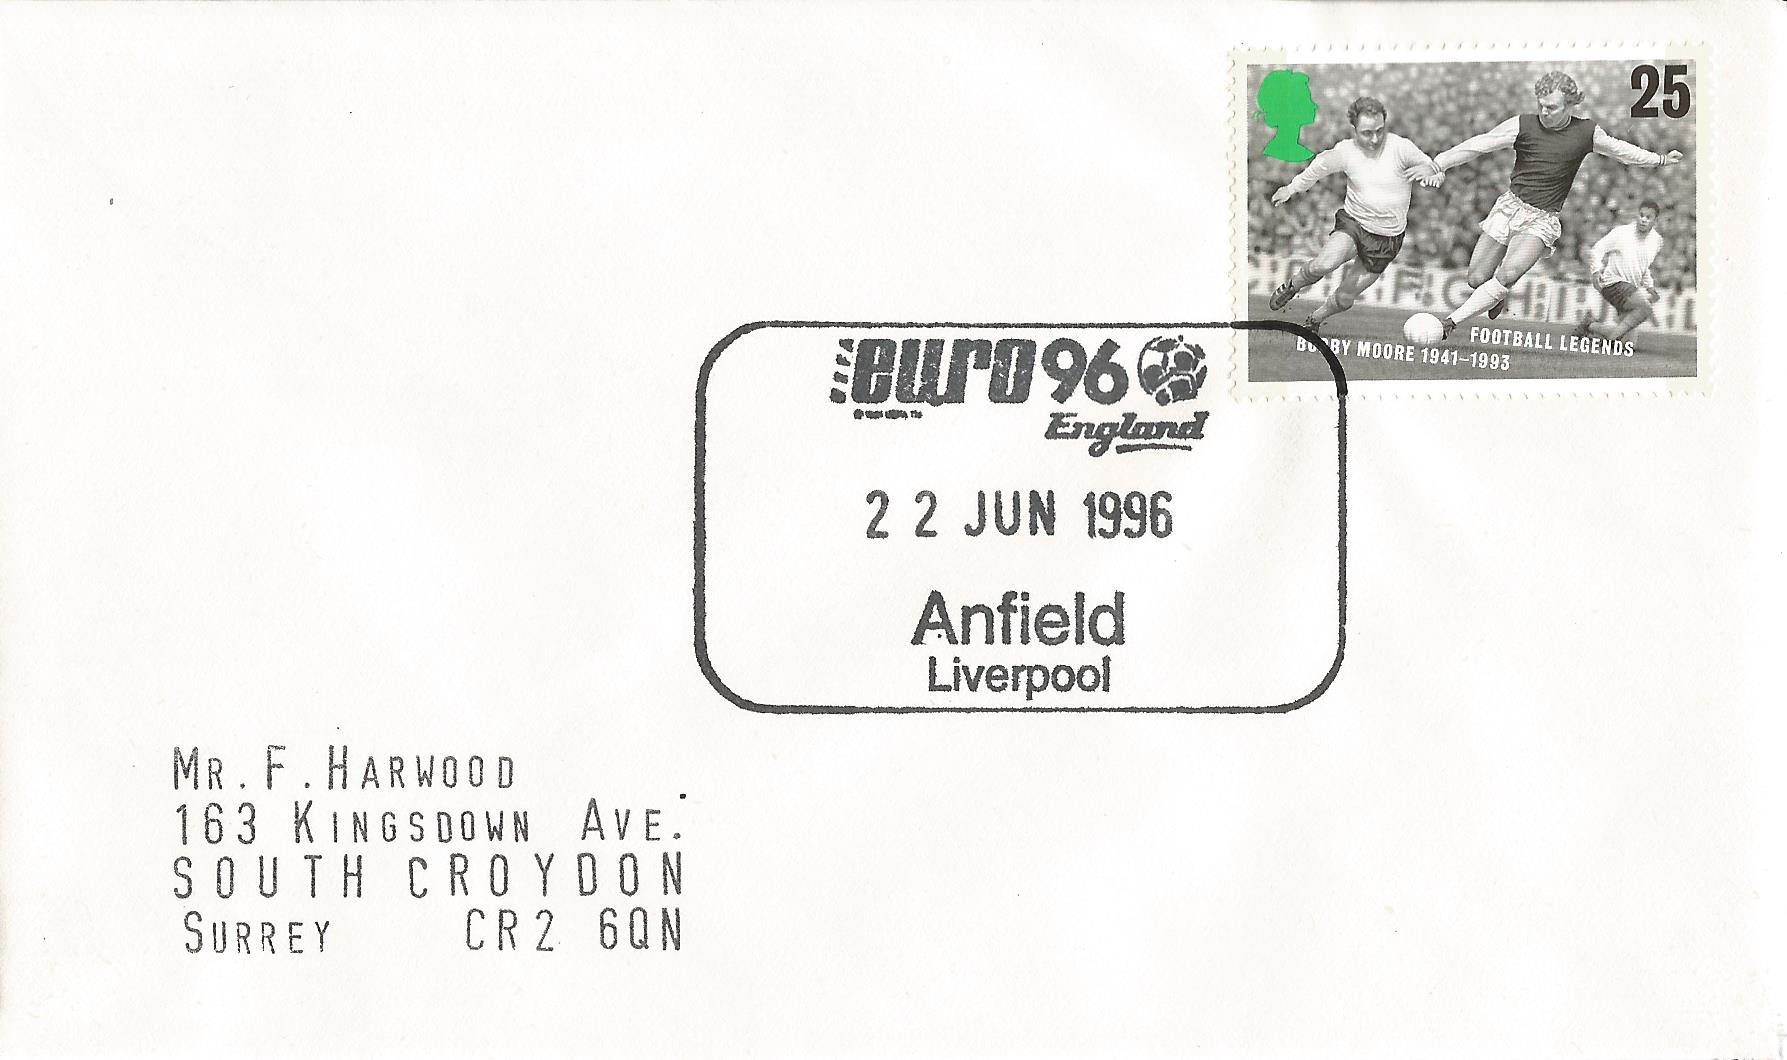 25
FOOTBALL LEGENDS
BOBBY MOORE 1941–1993
euro96
England
22 JUN 1996
Anfield
Liverpool
MR. F. HARWOOD
163 KINGSDOWN AVE.
SOUTH CROYDON
SURREY CR2 6QN